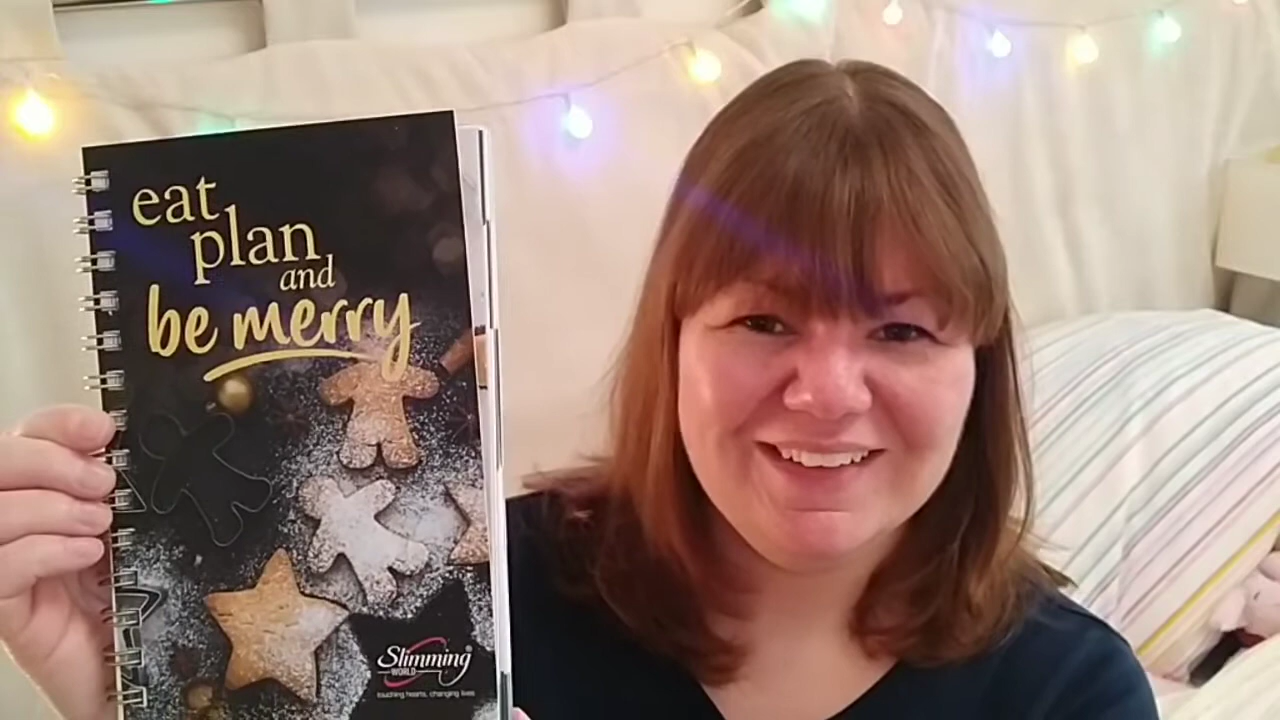 eat
plan
and
be merry
Slimming®
WORLD
touching hearts, changing lives